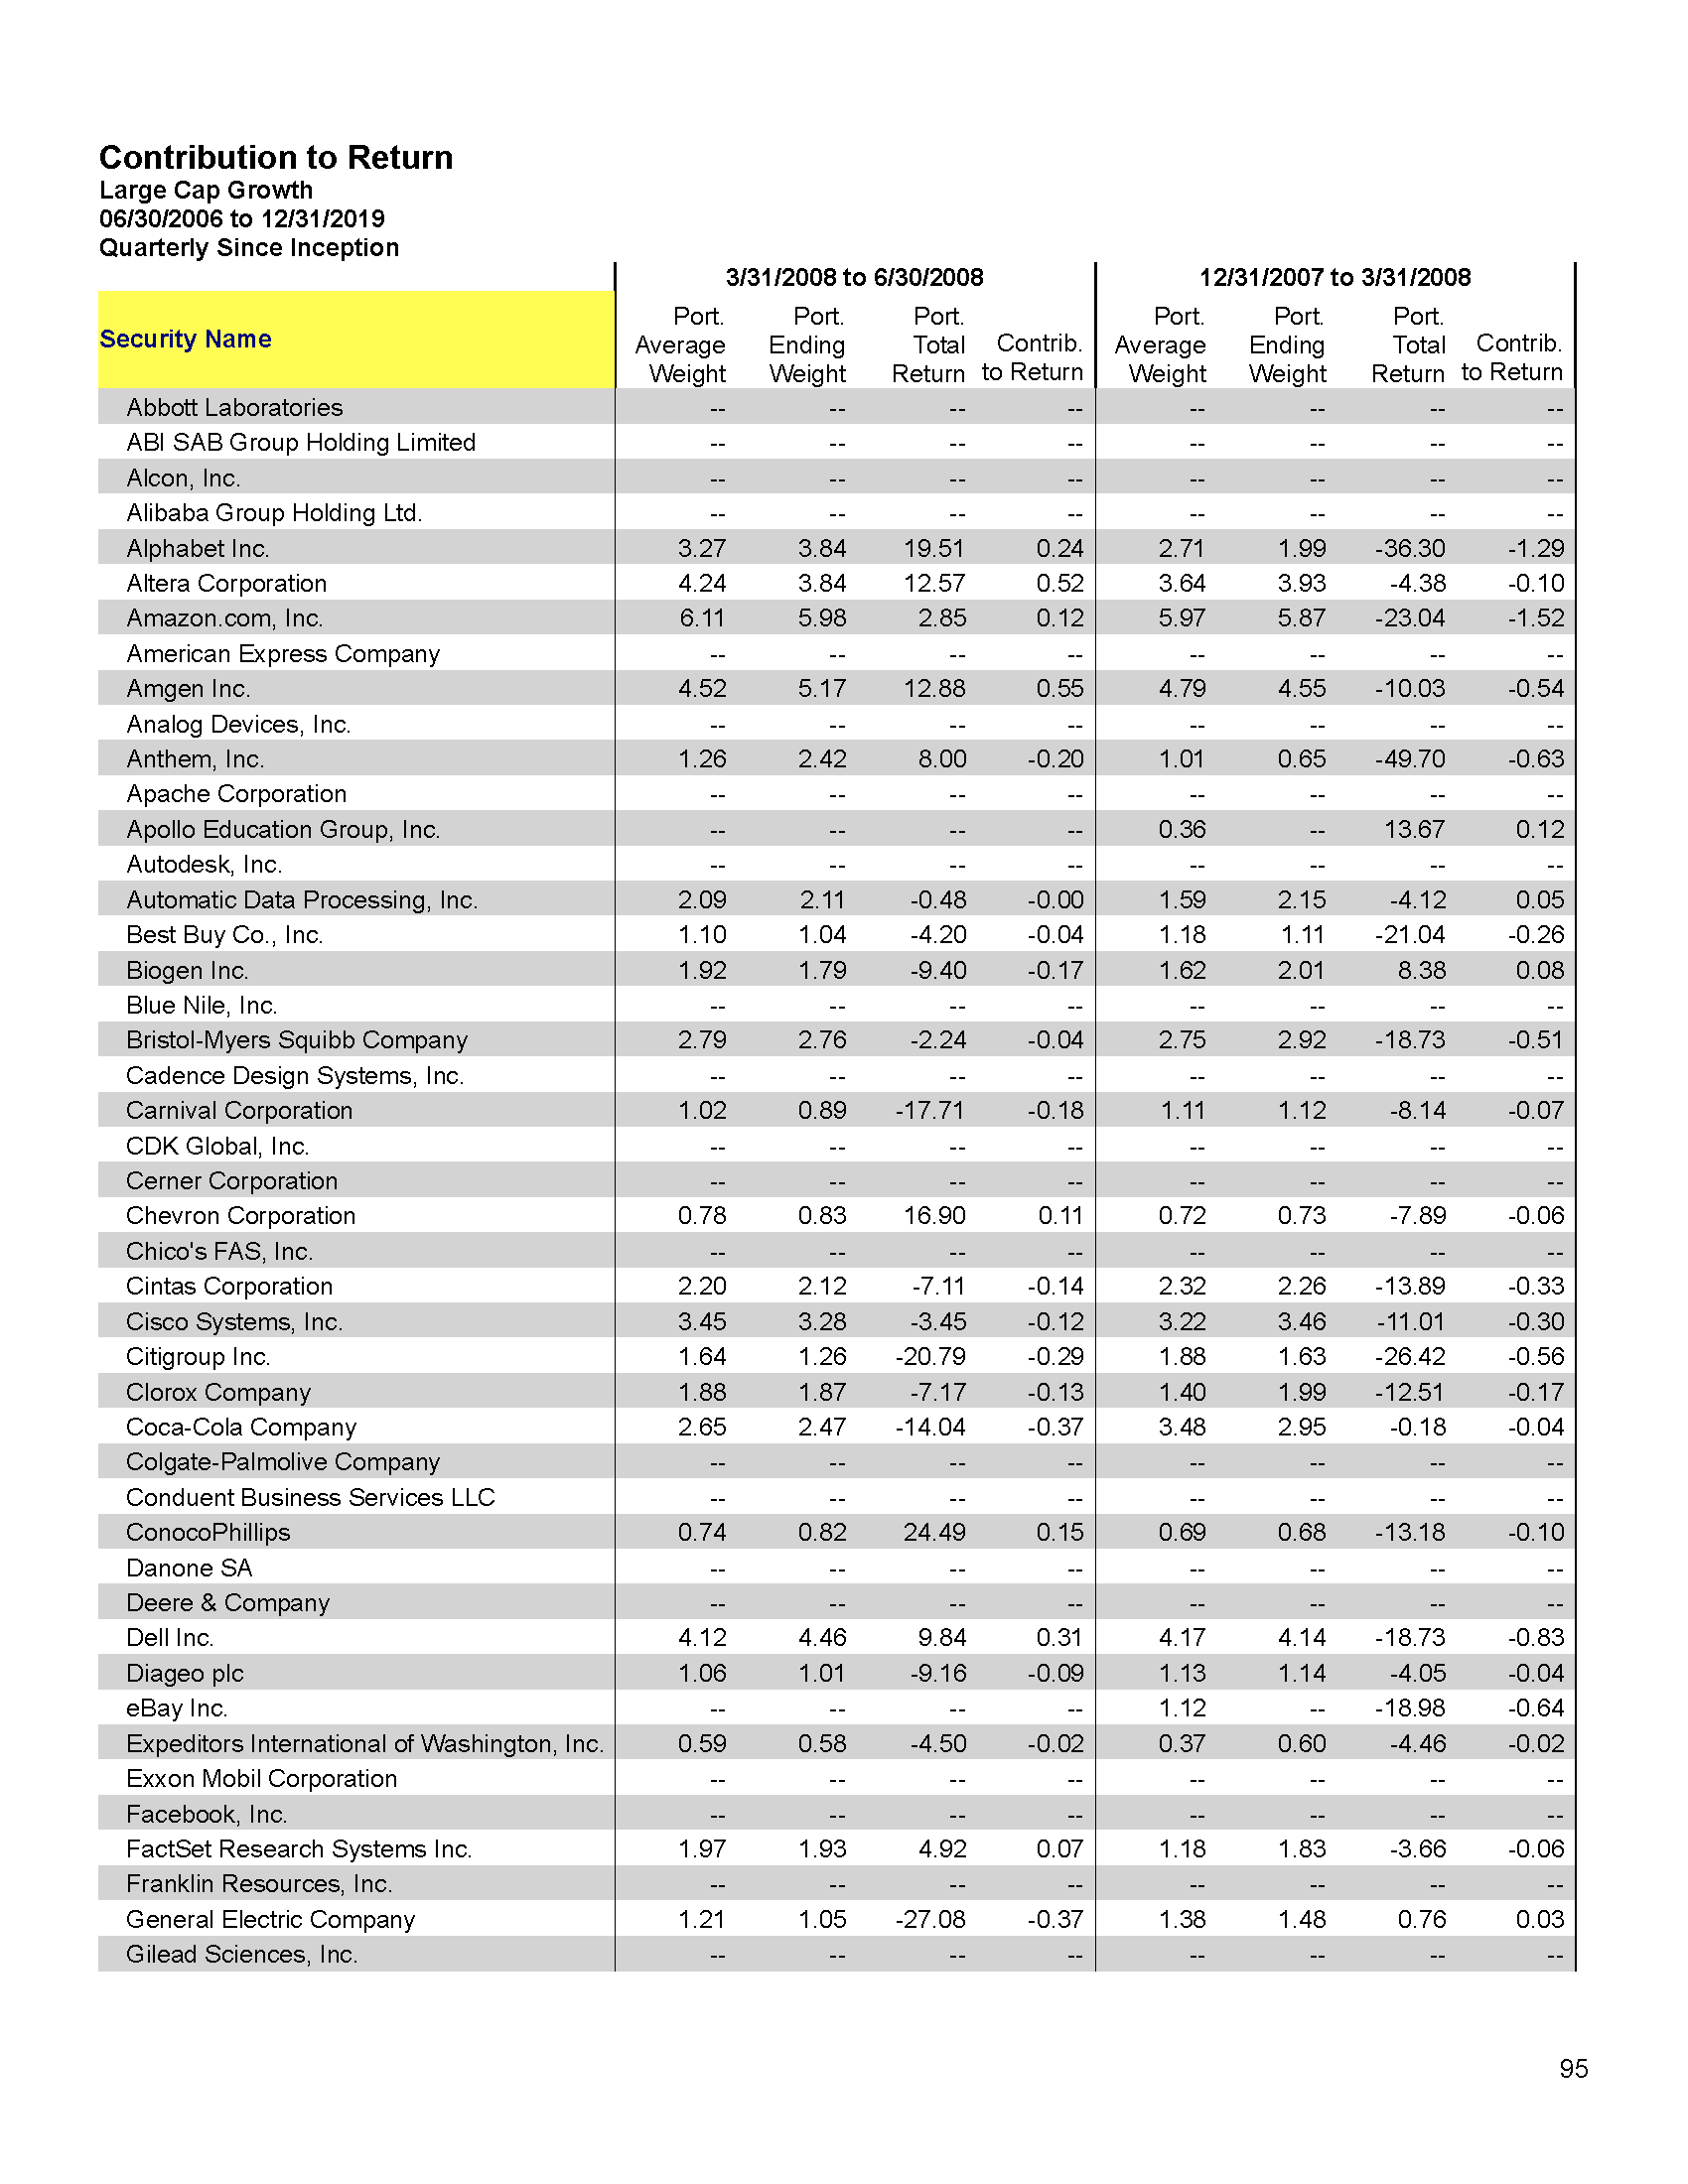 Contribution to Return
Large Cap Growth
06/30/2006 to 12/31/2019
Quarterly Since Inception
3/31/2008 to 6/30/2008 12/31/2007 to 3/31/2008
Security Name Port. Average Weight Port. Ending Weight Port. Total Return Contrib. to Return Port. Average Weight Port. Ending Weight Port. Total Return Contrib. to Return
Abbott Laboratories -- -- -- -- -- -- -- --
ABI SAB Group Holding Limited -- -- -- -- -- -- -- --
Alcon, Inc. -- -- -- -- -- -- -- --
Alibaba Group Holding Ltd. -- -- -- -- -- -- -- --
Alphabet Inc. 3.27 3.84 19.51 0.24 2.71 1.99 -36.30 -1.29
Altera Corporation 4.24 3.84 12.57 0.52 3.64 3.93 -4.38 -0.10
Amazon.com, Inc. 6.11 5.98 2.85 0.12 5.97 5.87 -23.04 -1.52
American Express Company -- -- -- -- -- -- -- --
Amgen Inc. 4.52 5.17 12.88 0.55 4.79 4.55 -10.03 -0.54
Analog Devices, Inc. -- -- -- -- -- -- -- --
Anthem, Inc. 1.26 2.42 8.00 -0.20 1.01 0.65 -49.70 -0.63
Apache Corporation -- -- -- -- -- -- -- --
Apollo Education Group, Inc. -- -- -- -- 0.36 -- 13.67 0.12
Autodesk, Inc. -- -- -- -- -- -- -- --
Automatic Data Processing, Inc. 2.09 2.11 -0.48 -0.00 1.59 2.15 -4.12 0.05
Best Buy Co., Inc. 1.10 1.04 -4.20 -0.04 1.18 1.11 -21.04 -0.26
Biogen Inc. 1.92 1.79 -9.40 -0.17 1.62 2.01 8.38 0.08
Blue Nile, Inc. -- -- -- -- -- -- -- --
Bristol-Myers Squibb Company 2.79 2.76 -2.24 -0.04 2.75 2.92 -18.73 -0.51
Cadence Design Systems, Inc. -- -- -- -- -- -- -- --
Carnival Corporation 1.02 0.89 -17.71 -0.18 1.11 1.12 -8.14 -0.07
CDK Global, Inc. -- -- -- -- -- -- -- --
Cerner Corporation -- -- -- -- -- -- -- --
Chevron Corporation 0.78 0.83 16.90 0.11 0.72 0.73 -7.89 -0.06
Chico's FAS, Inc. -- -- -- -- -- -- -- --
Cintas Corporation 2.20 2.12 -7.11 -0.14 2.32 2.26 -13.89 -0.33
Cisco Systems, Inc. 3.45 3.28 -3.45 -0.12 3.22 3.46 -11.01 -0.30
Citigroup Inc. 1.64 1.26 -20.79 -0.29 1.88 1.63 -26.42 -0.56
Clorox Company 1.88 1.87 -7.17 -0.13 1.40 1.99 -12.51 -0.17
Coca-Cola Company 2.65 2.47 -14.04 -0.37 3.48 2.95 -0.18 -0.04
Colgate-Palmolive Company -- -- -- -- -- -- -- --
Conduent Business Services LLC -- -- -- -- -- -- -- --
ConocoPhillips 0.74 0.82 24.49 0.15 0.69 0.68 -13.18 -0.10
Danone SA -- -- -- -- -- -- -- --
Deere & Company -- -- -- -- -- -- -- --
Dell Inc. 4.12 4.46 9.84 0.31 4.17 4.14 -18.73 -0.83
Diageo plc 1.06 1.01 -9.16 -0.09 1.13 1.14 -4.05 -0.04
eBay Inc. -- -- -- -- 1.12 -- -18.98 -0.64
Expeditors International of Washington, Inc. 0.59 0.58 -4.50 -0.02 0.37 0.60 -4.46 -0.02
Exxon Mobil Corporation -- -- -- -- -- -- -- --
Facebook, Inc. -- -- -- -- -- -- -- --
FactSet Research Systems Inc. 1.97 1.93 4.92 0.07 1.18 1.83 -3.66 -0.06
Franklin Resources, Inc. -- -- -- -- -- -- -- --
General Electric Company 1.21 1.05 -27.08 -0.37 1.38 1.48 0.76 0.03
Gilead Sciences, Inc. -- -- -- -- -- -- -- --
95